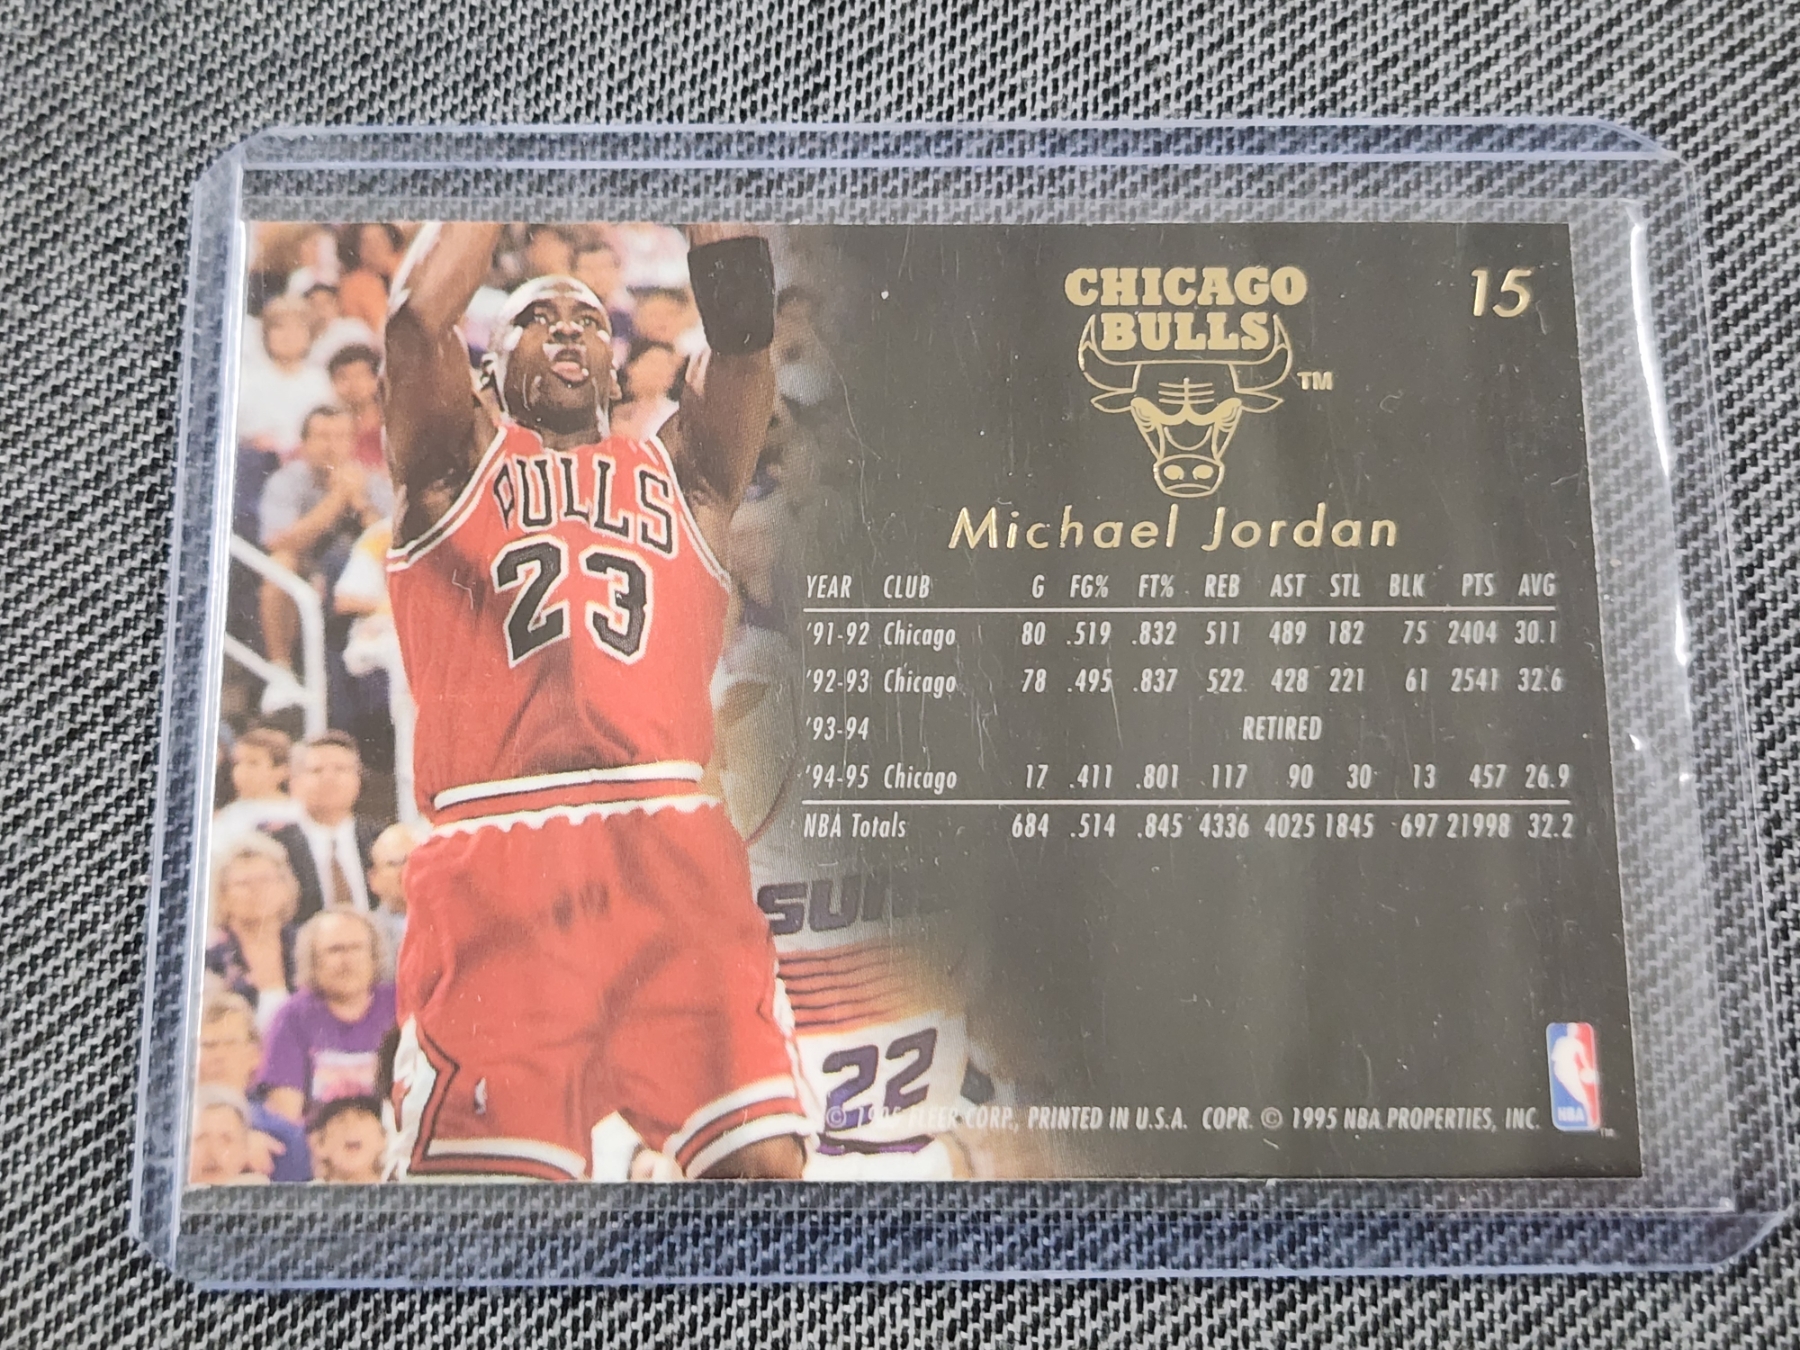 15
CHICAGO
BULLS
TM
Michael Jordan
BULLS
23
YEAR CLUB G FG% FT% REB AST STL BLK PTS AVG
'91-92 Chicago 80 .519 .832 511 489 182 75 2404 30.1
'92-93 Chicago 78 .495 .837 522 428 221 61 2541 32.6
'93-94 RETIRED
'94-95 Chicago 17 .411 .801 117 90 30 13 457 26.9
NBA Totals 684 .514 .845 4336 4025 1845 697 21998 32.2
22
© FLEER CORP., PRINTED IN U.S.A. COPR. © 1995 NBA PROPERTIES, INC.
NBA